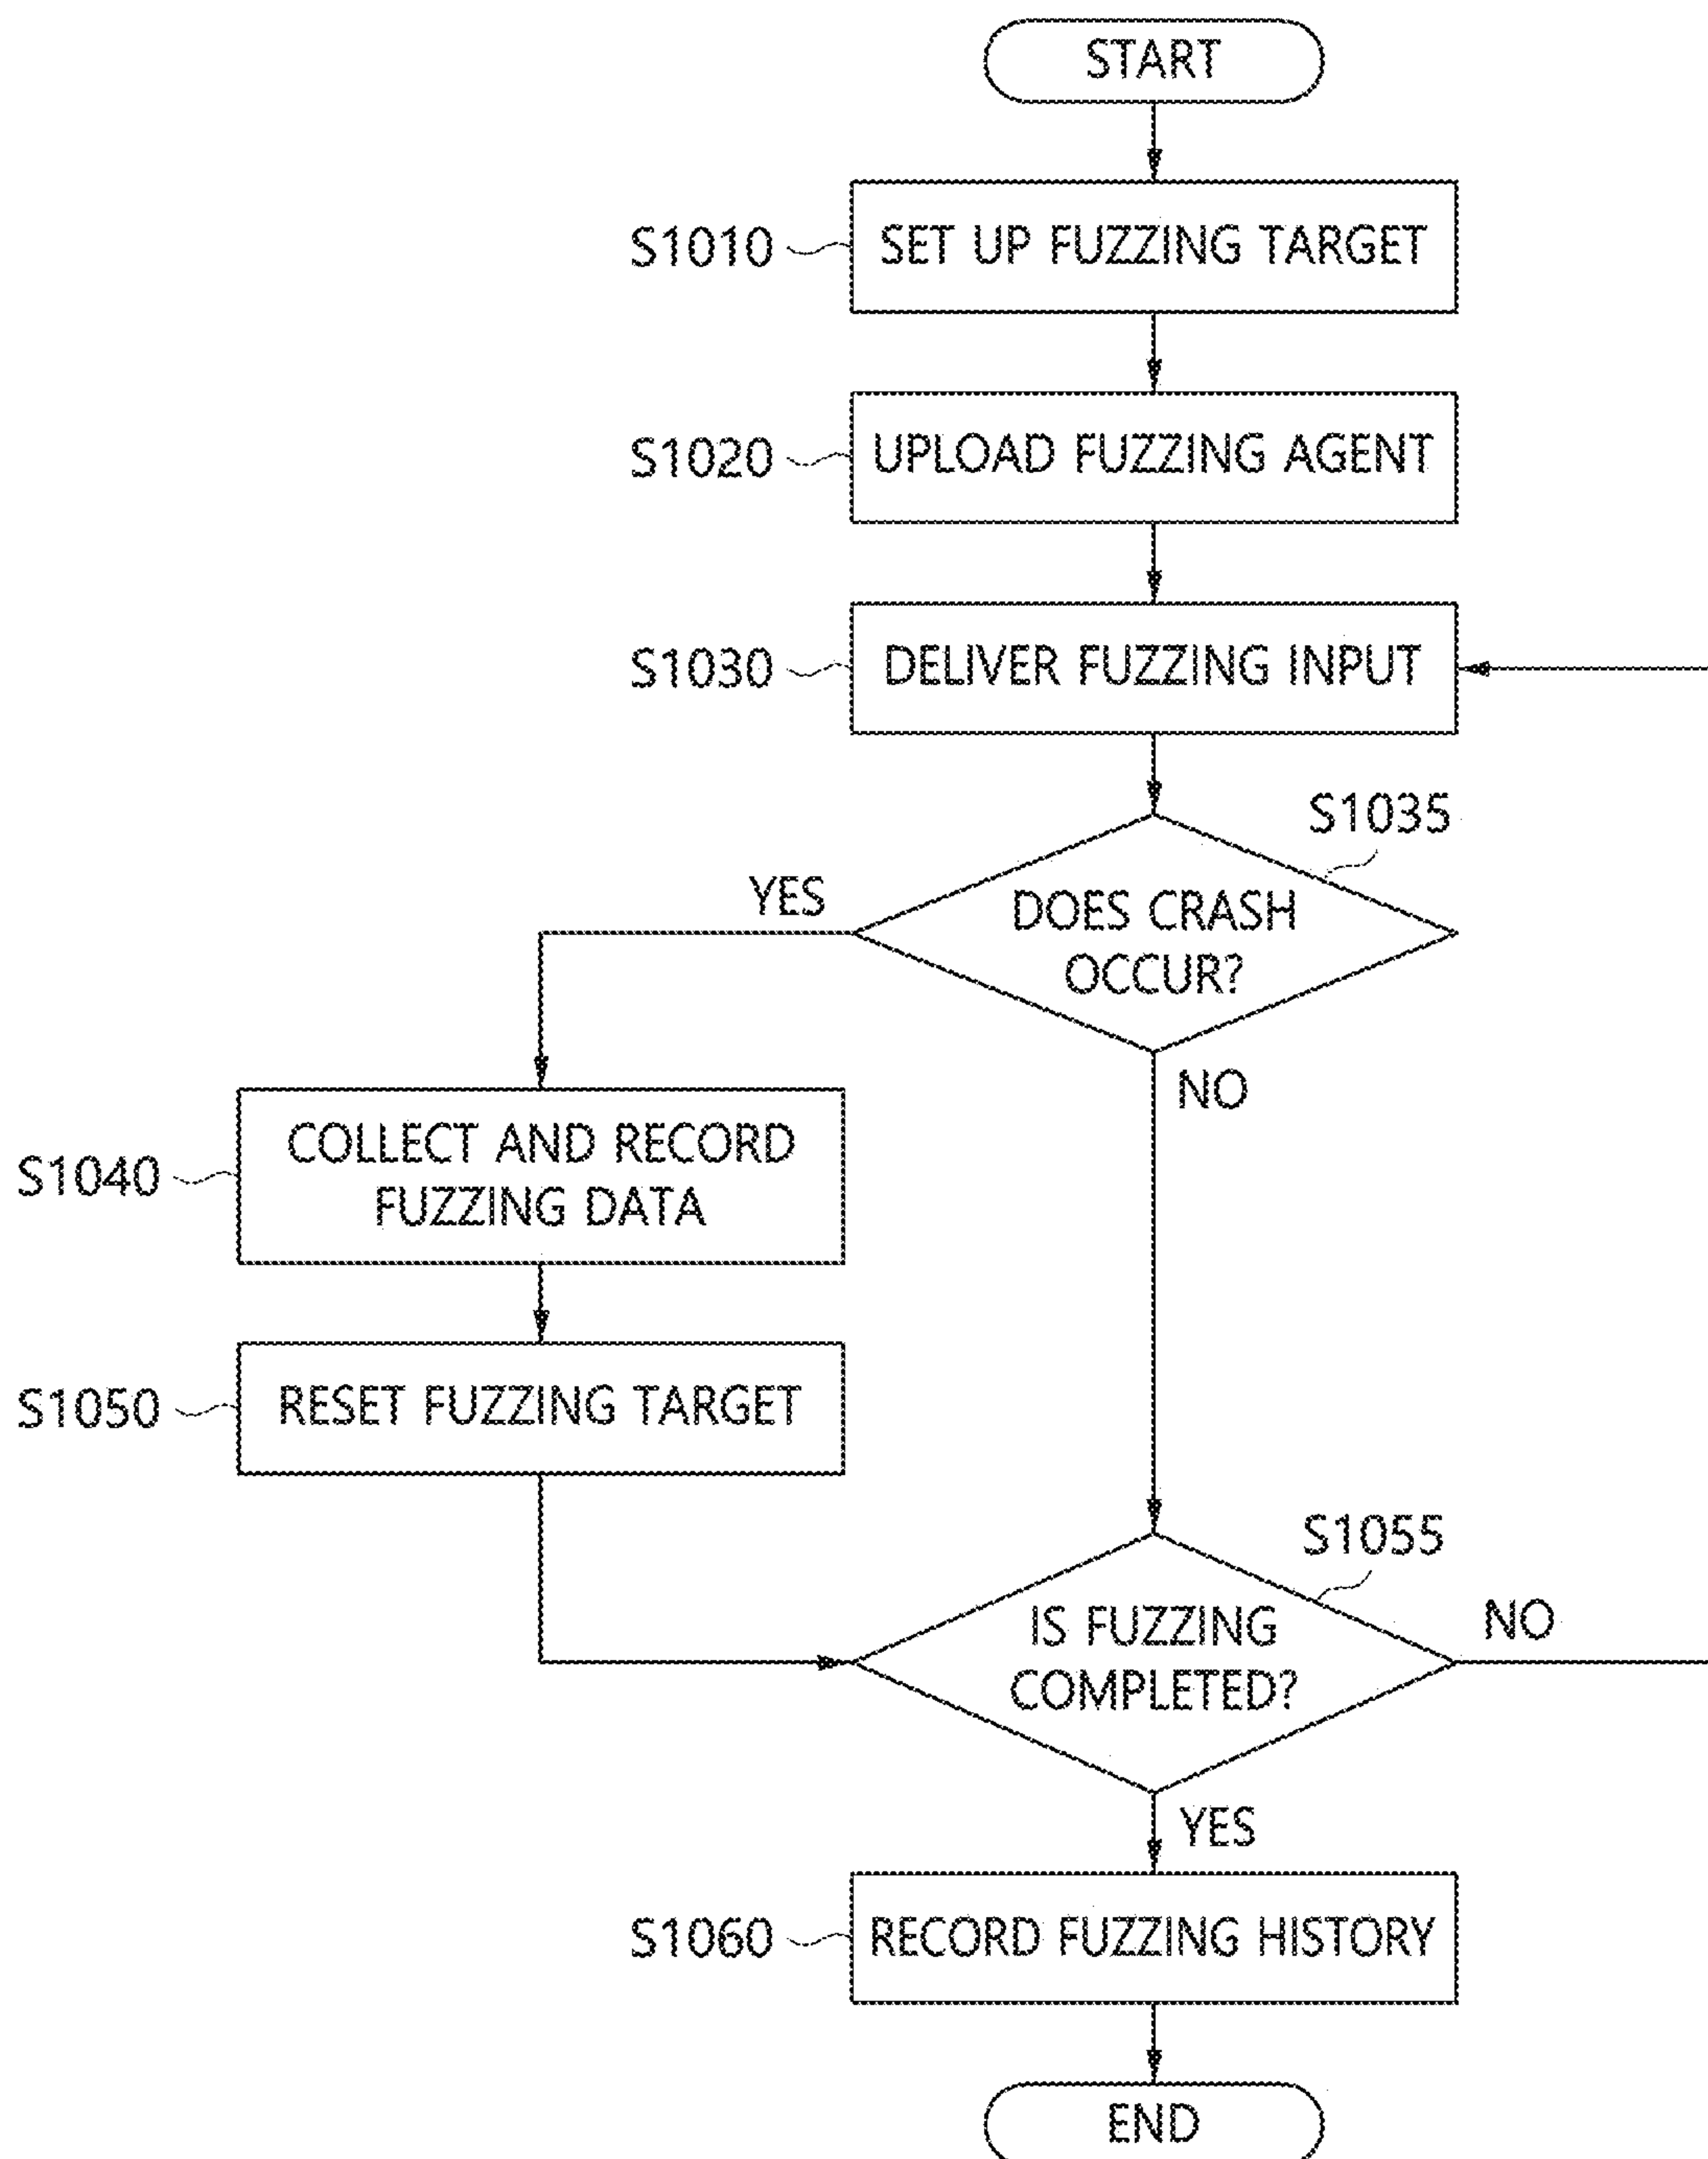 START
S1010
SET UP FUZZING TARGET
S1020
UPLOAD FUZZING AGENT
S1030
DELIVER FUZZING INPUT
S1035
YES
DOES CRASH
OCCUR?
NO
S1040
COLLECT AND RECORD
FUZZING DATA
S1050
RESET FUZZING TARGET
S1055
IS FUZZING
COMPLETED?
NO
YES
S1060
RECORD FUZZING HISTORY
END